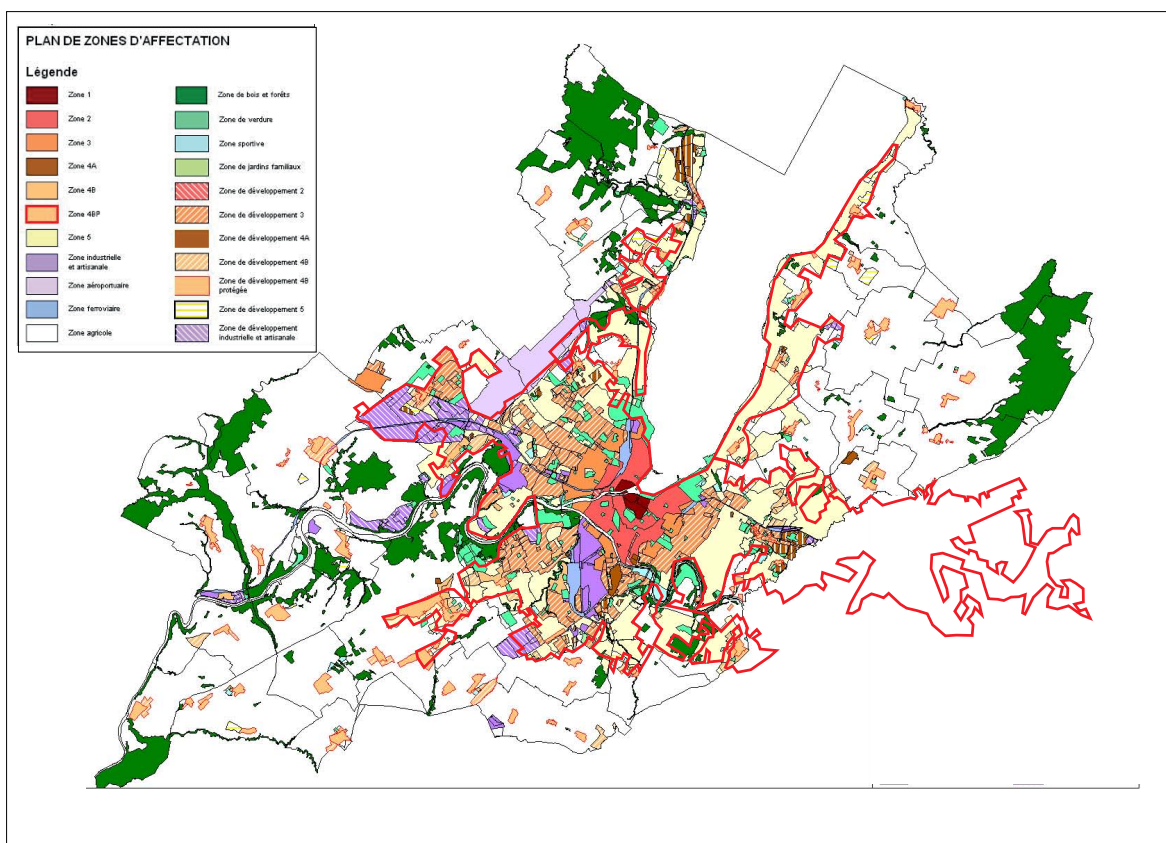 PLAN DE ZONES D'AFFECTATION
Légende
Zone 1
Zone 2
Zone 3
Zone 4A
Zone 4B
Zone 4BP
Zone 5
Zone industrielle
et artisanale
Zone aéroportuaire
Zone ferroviaire
Zone agricole
Zone de bois et forêts
Zone de verdure
Zone sportive
Zone de jardins familiaux
Zone de développement 2
Zone de développement 3
Zone de développement 4A
Zone de développement 4B
Zone de développement 4B
protégée
Zone de développement 5
Zone de développement
industrielle et artisanale